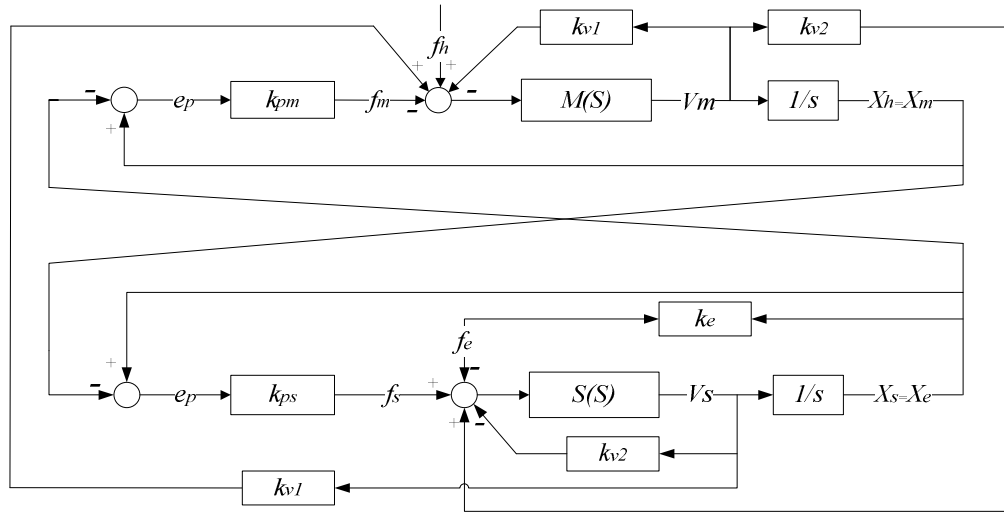 fh
kv1
kv2
+ + +
- ep kpm fm - - M(S) Vm 1/s Xh=Xm
+
+
ke
fe
-
- ep kps fs + S(S) Vs 1/s Xs=Xe
+ -
kv2
kv1